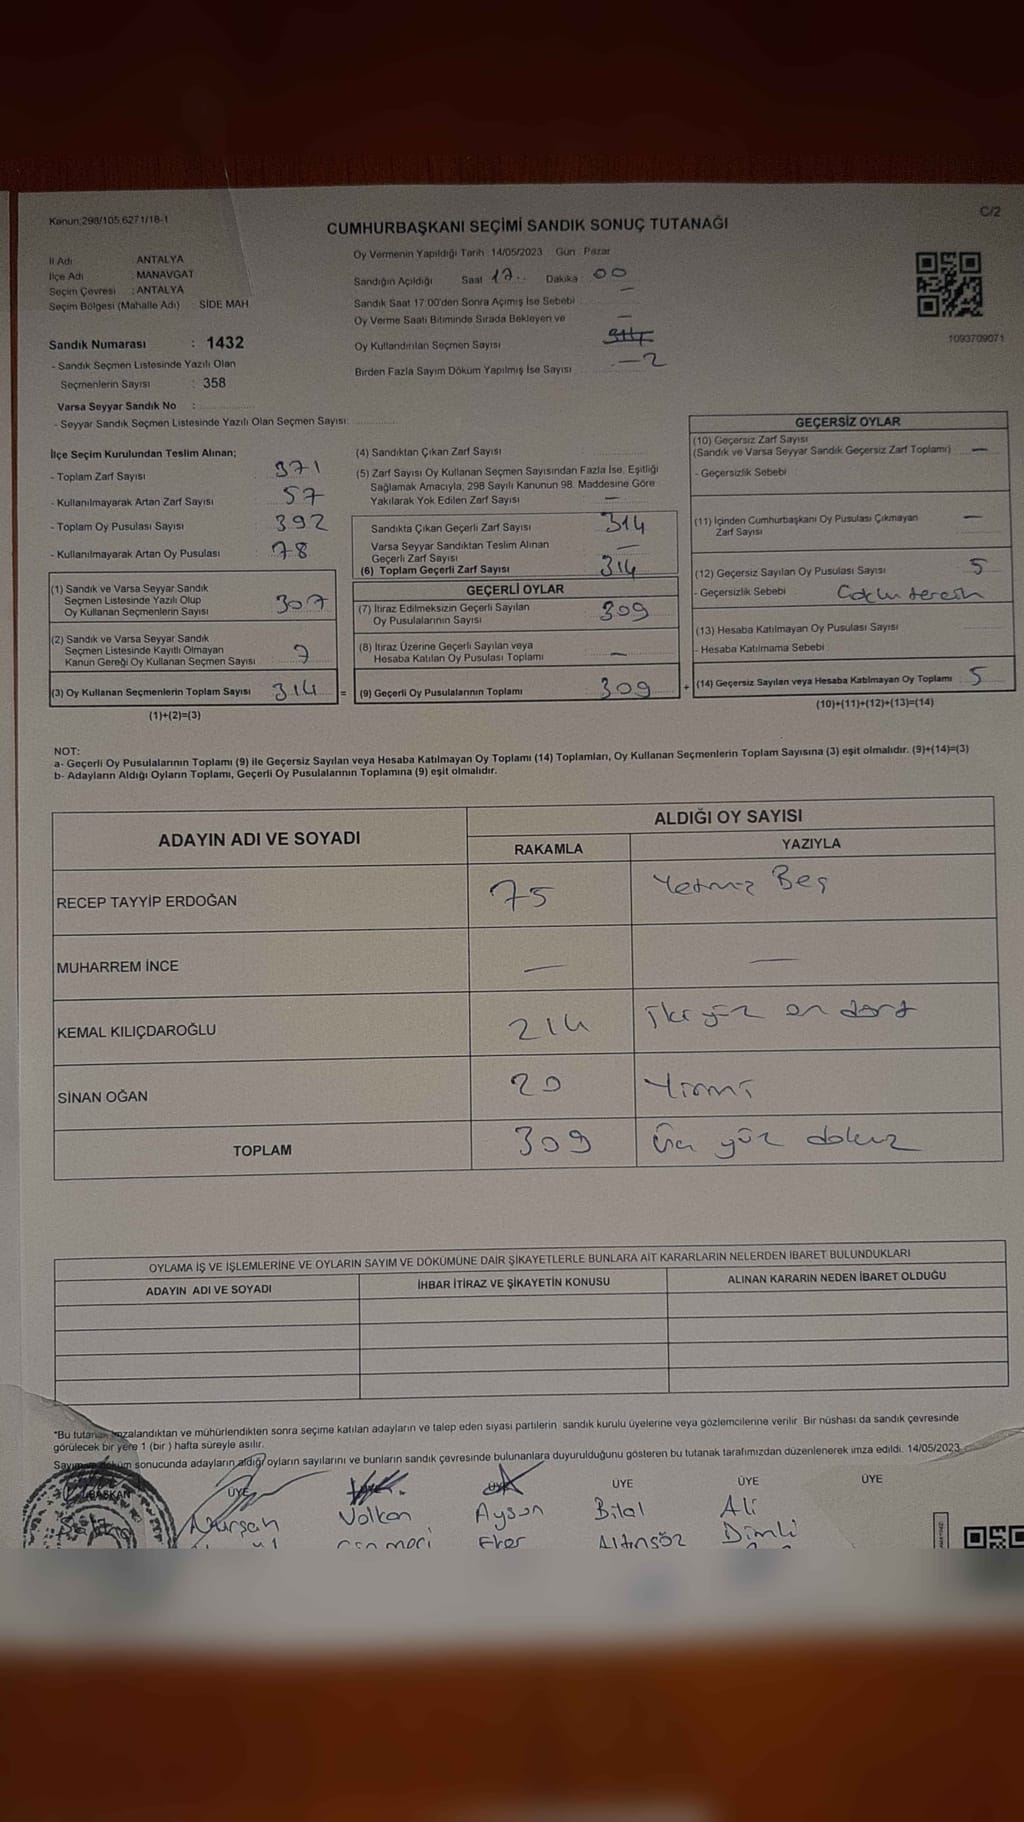 Kanun:298/105,6271/18-1
C/2
CUMHURBAŞKANI SEÇİMİ SANDIK SONUÇ TUTANAĞI
İl Adı : ANTALYA
İlçe Adı : MANAVGAT
Seçim Çevresi : ANTALYA
Seçim Bölgesi (Mahalle Adı) SİDE MAH.
Sandık Numarası : 1432
- Sandık Seçmen Listesinde Yazılı Olan
Seçmenlerin Sayısı : 358
Varsa Seyyar Sandık No :
- Seyyar Sandık Seçmen Listesinde Yazılı Olan Seçmen Sayısı:
Oy Vermenin Yapıldığı Tarih 14/05/2023 Gün : Pazar
Sandığın Açıldığı Saat 17.. Dakika 00
Sandık Saat 17:00'den Sonra Açımış İse Sebebi —
Oy Verme Saati Bitiminde Sırada Bekleyen ve —
Oy Kullandırılan Seçmen Sayısı 314
Birden Fazla Sayım Döküm Yapılmış İse Sayısı —2
1093709071
İlçe Seçim Kurulundan Teslim Alınan;
- Toplam Zarf Sayısı 371
- Kullanılmayarak Artan Zarf Sayısı 57
- Toplam Oy Pusulası Sayısı 392
- Kullanılmayarak Artan Oy Pusulası 78
(1) Sandık ve Varsa Seyyar Sandık
Seçmen Listesinde Yazılı Olup
Oy Kullanan Seçmenlerin Sayısı 307
(2) Sandık ve Varsa Seyyar Sandık
Seçmen Listesinde Kayıtlı Olmayan
Kanun Gereği Oy Kullanan Seçmen Sayısı 7
(3) Oy Kullanan Seçmenlerin Toplam Sayısı 314 =
(1)+(2)=(3)
(4) Sandıktan Çıkan Zarf Sayısı
(5) Zarf Sayısı Oy Kullanan Seçmen Sayısından Fazla İse, Eşitliği
Sağlamak Amacıyla, 298 Sayılı Kanunun 98. Maddesine Göre
Yakılarak Yok Edilen Zarf Sayısı —
Sandıkta Çıkan Geçerli Zarf Sayısı 314
Varsa Seyyar Sandıktan Teslim Alınan
Geçerli Zarf Sayısı —
(6) Toplam Geçerli Zarf Sayısı 314
GEÇERLİ OYLAR
(7) İtiraz Edilmeksizin Geçerli Sayılan
Oy Pusulalarının Sayısı 309
(8) İtiraz Üzerine Geçerli Sayılan veya
Hesaba Katılan Oy Pusulası Toplamı —
(9) Geçerli Oy Pusulalarının Toplamı 309 +
GEÇERSİZ OYLAR
(10) Geçersiz Zarf Sayısı
(Sandık ve Varsa Seyyar Sandık Geçersiz Zarf Toplamı) —
- Geçersizlik Sebebi :
(11) İçinden Cumhurbaşkanı Oy Pusulası Çıkmayan
Zarf Sayısı —
(12) Geçersiz Sayılan Oy Pusulası Sayısı 5
- Geçersizlik Sebebi
(13) Hesaba Katılmayan Oy Pusulası Sayısı
- Hesaba Katılmama Sebebi :
(14) Geçersiz Sayılan veya Hesaba Katılmayan Oy Toplamı 5
(10)+(11)+(12)+(13)=(14)
NOT:
a- Geçerli Oy Pusulalarının Toplamı (9) ile Geçersiz Sayılan veya Hesaba Katılmayan Oy Toplamı (14) Toplamları, Oy Kullanan Seçmenlerin Toplam Sayısına (3) eşit olmalıdır. (9)+(14)=(3)
b- Adayların Aldığı Oyların Toplamı, Geçerli Oy Pusulalarının Toplamına (9) eşit olmalıdır.
ADAYIN ADI VE SOYADI
ALDIĞI OY SAYISI
RAKAMLA YAZIYLA
RECEP TAYYİP ERDOĞAN 75 Yetmiz Beş
MUHARREM İNCE — —
KEMAL KILIÇDAROĞLU 214 iki yüz on dört
SİNAN OĞAN 20 Yirmi
TOPLAM 309 Üç yüz dokuz
OYLAMA İŞ VE İŞLEMLERİNE VE OYLARIN SAYIM VE DÖKÜMÜNE DAİR ŞİKAYETLERLE BUNLARA AİT KARARLARIN NELERDEN İBARET BULUNDUKLARI
ADAYIN ADI VE SOYADI İHBAR İTİRAZ VE ŞİKAYETİN KONUSU ALINAN KARARIN NEDEN İBARET OLDUĞU
*Bu tutanak imzalandıktan ve mühürlendikten sonra seçime katılan adayların ve talep eden siyasi partilerin sandık kurulu üyelerine veya gözlemcilerine verilir. Bir nüshası da sandık çevresinde
görülecek bir yere 1 (bir ) hafta süreyle asılır.
Sayım ve döküm sonucunda adayların aldığı oyların sayılarını ve bunların sandık çevresinde bulunanlara duyurulduğunu gösteren bu tutanak tarafımızdan düzenlenerek imza edildi. 14/05/2023
BAŞKAN ÜYE ÜYE ÜYE ÜYE ÜYE
Nurşah Volkan Aysun Bilal Ali
Eker Altınsöz Dimli